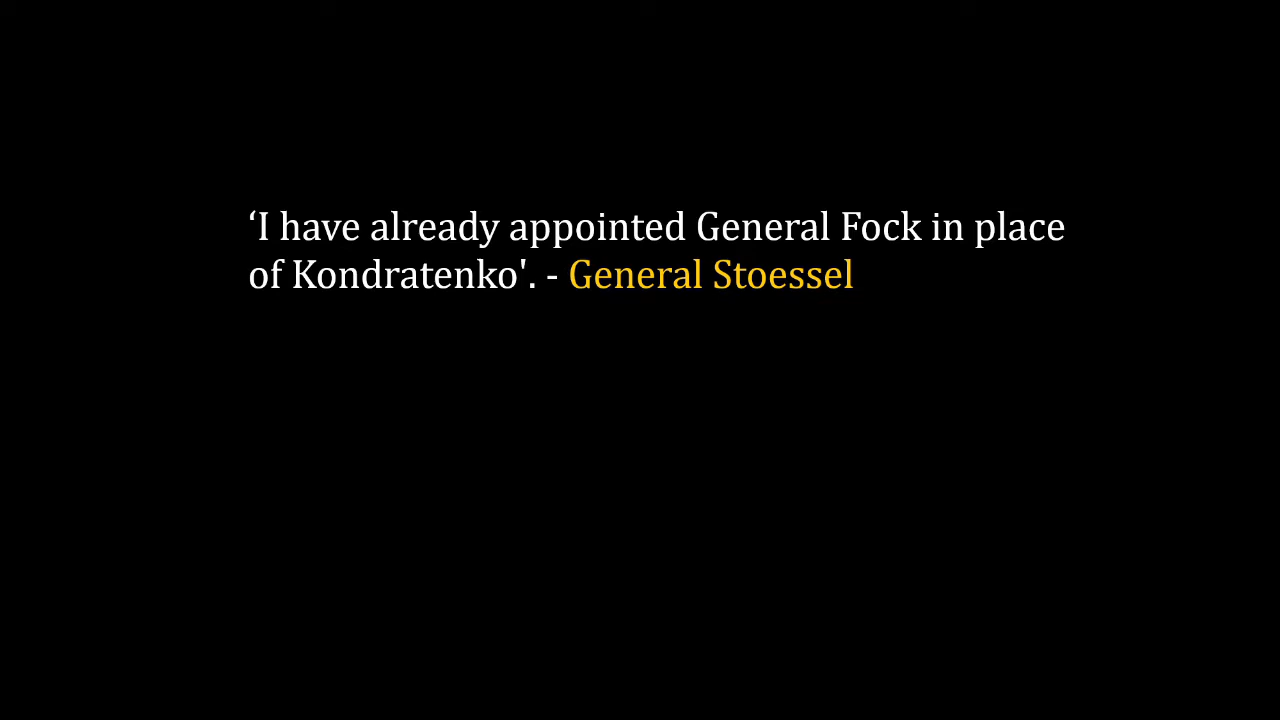 ‘I have already appointed General Fock in place
of Kondratenko'. - General Stoessel